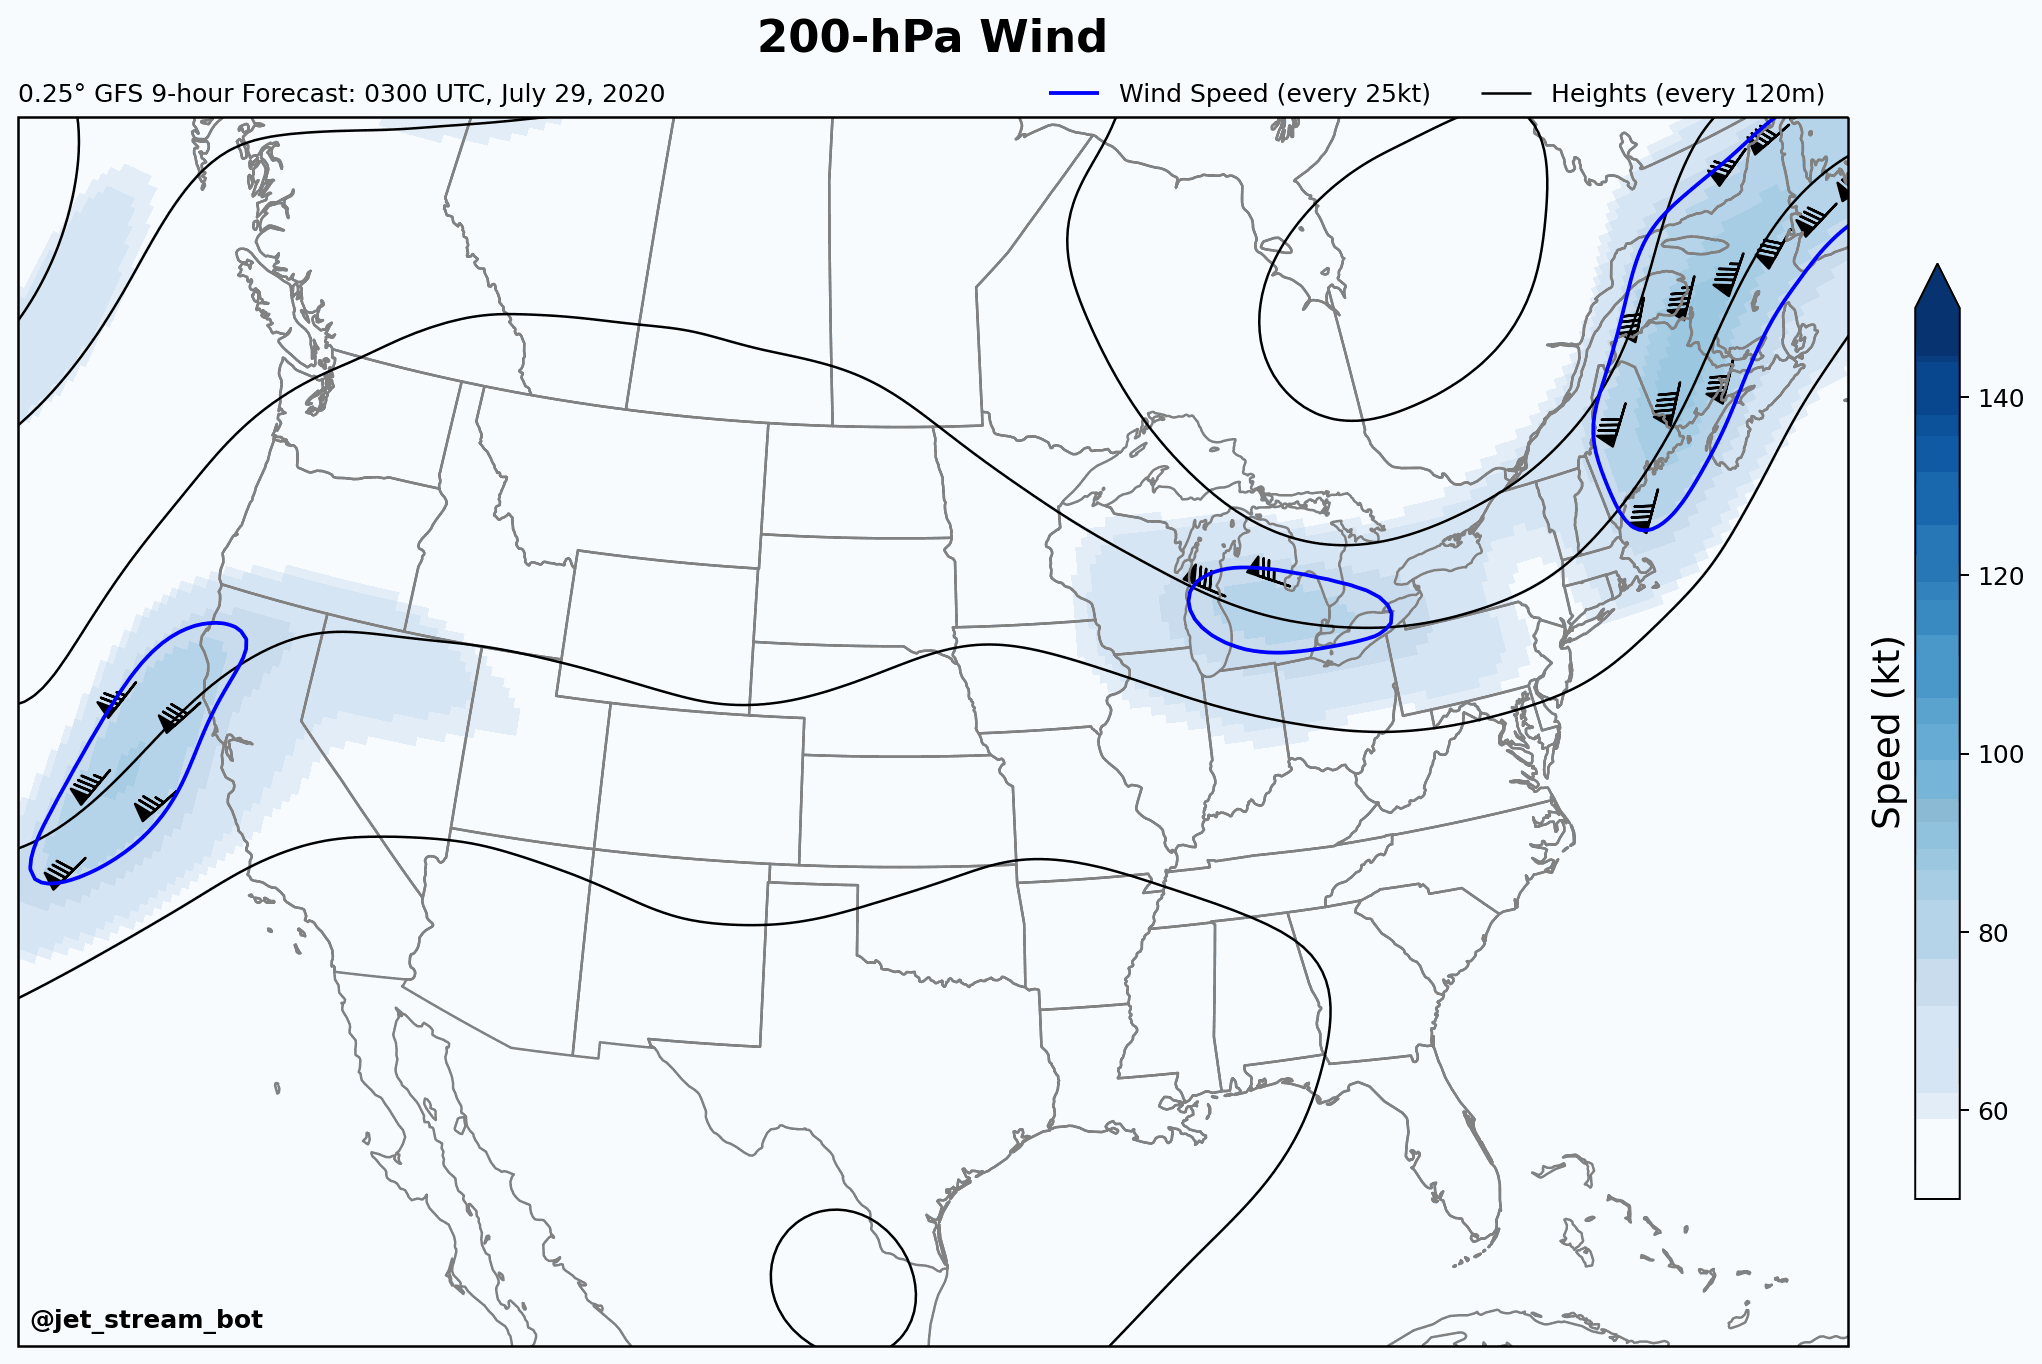 200-hPa Wind
0.25° GFS 9-hour Forecast: 0300 UTC, July 29, 2020
Wind Speed (every 25kt)
Heights (every 120m)
140
120
100
80
60
Speed (kt)
@jet_stream_bot